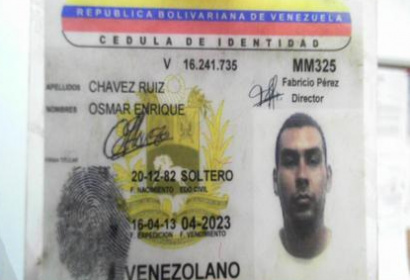 REPUBLICA BOLIVARIANA DE VENEZUELA
CEDULA DE IDENTIDAD
V 16.241.735 MM325
Fabricio Pérez
Director
APELLIDOS CHAVEZ RUIZ
NOMBRES OSMAR ENRIQUE
20-12-82 SOLTERO
F. NACIMIENTO EDO.CIVIL
16-04-13 04-2023
F. EXPEDICION F. VENCIMIENTO
VENEZOLANO